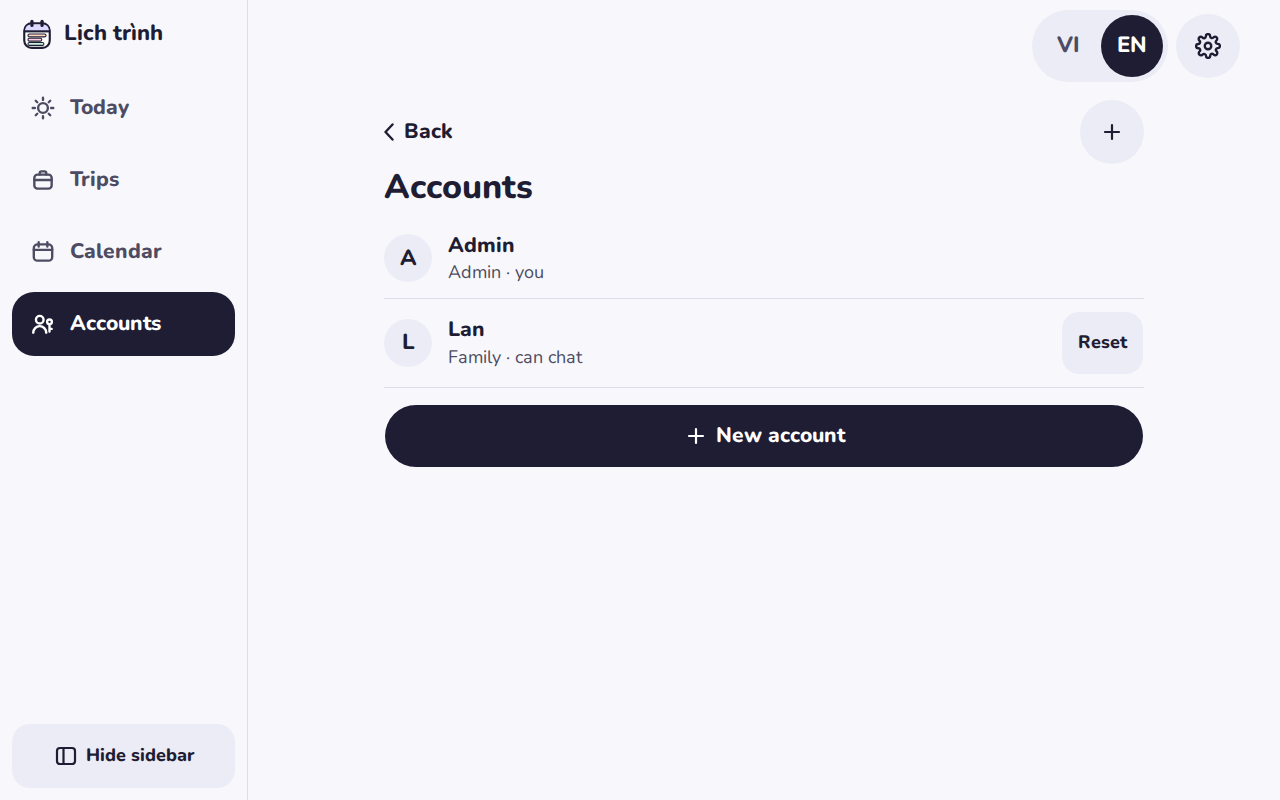 Lịch trình
Today
Trips
Calendar
Accounts
Hide sidebar
VI
EN
Back
Accounts
A
Admin
Admin · you
L
Lan
Family · can chat
Reset
New account